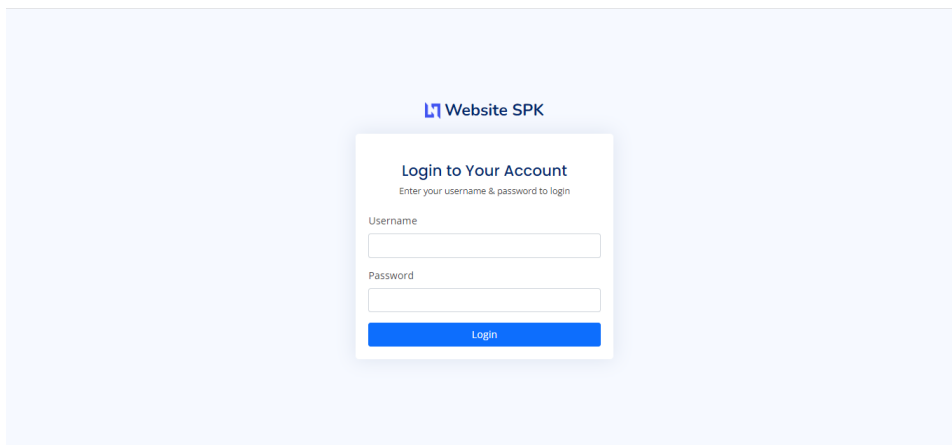 Website SPK
Login to Your Account
Enter your username & password to login
Username
Password
Login